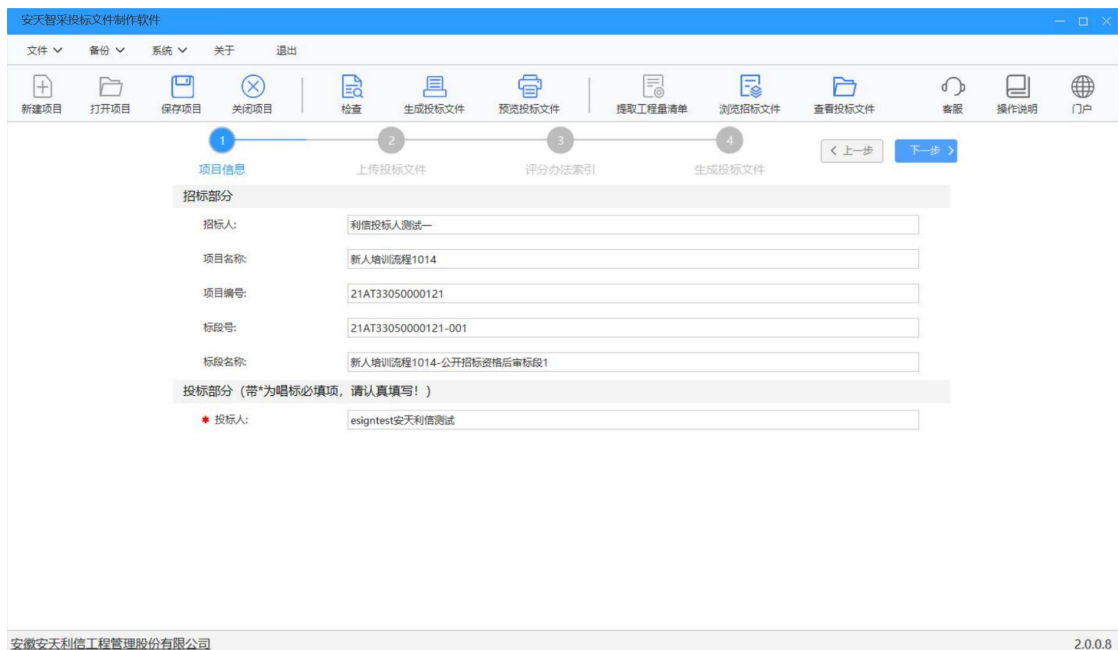 安天智采投标文件制作软件
文件 备份 系统 关于 退出
新建项目 打开项目 保存项目 关闭项目 检查 生成投标文件 预览投标文件 提取工程量清单 浏览招标文件 查看投标文件 客服 操作说明 门户
1 2 3 4 上一步 下一步
项目信息 上传投标文件 评分办法索引 生成投标文件
招标部分
招标人: 利信投标人测试一
项目名称: 新人培训流程1014
项目编号: 21AT33050000121
标段号: 21AT33050000121-001
标段名称: 新人培训流程1014-公开招标资格后审标段1
投标部分（带*为唱标必填项，请认真填写！）
* 投标人: esigntest安天利信测试
安徽安天利信工程管理股份有限公司 2.0.0.8